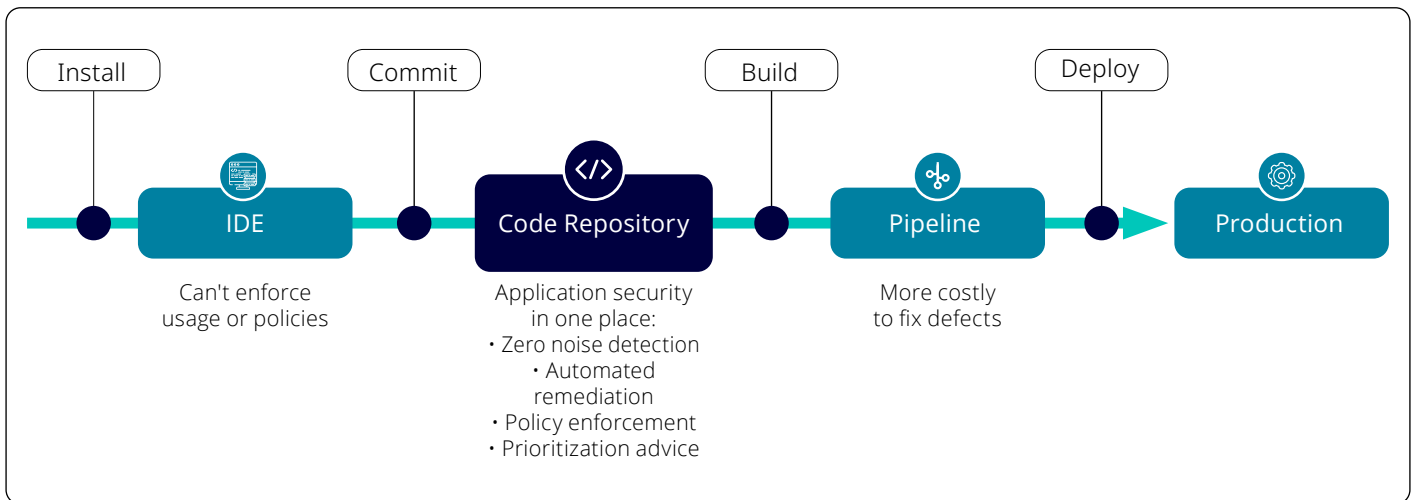 Install
Commit
Build
Deploy
IDE
Code Repository
Pipeline
Production
Can't enforce
usage or policies
Application security
in one place:
• Zero noise detection
• Automated
remediation
• Policy enforcement
• Prioritization advice
More costly
to fix defects